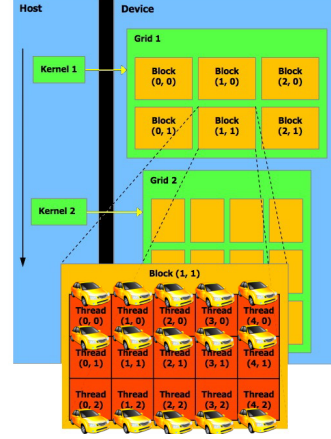 Host
Device
Grid 1
Kernel 1
Block
(0, 0)
Block
(1, 0)
Block
(2, 0)
Block
(0, 1)
Block
(1, 1)
Block
(2, 1)
Grid 2
Kernel 2
Block (1, 1)
Thread
(0, 0)
Thread
(1, 0)
Thread
(2, 0)
Thread
(3, 0)
Thread
(4, 0)
Thread
(0, 1)
Thread
(1, 1)
Thread
(2, 1)
Thread
(3, 1)
Thread
(4, 1)
Thread
(0, 2)
Thread
(1, 2)
Thread
(2, 2)
Thread
(3, 2)
Thread
(4, 2)